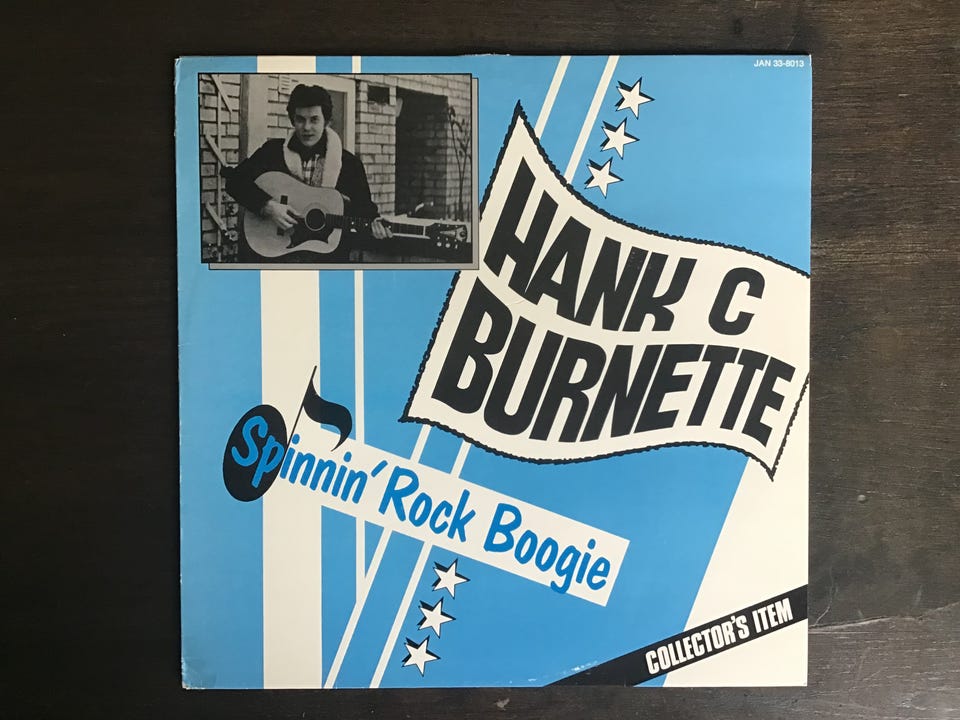 JAN 33-8013
HANK C
BURNETTE
Spinnin' Rock Boogie
COLLECTOR'S ITEM